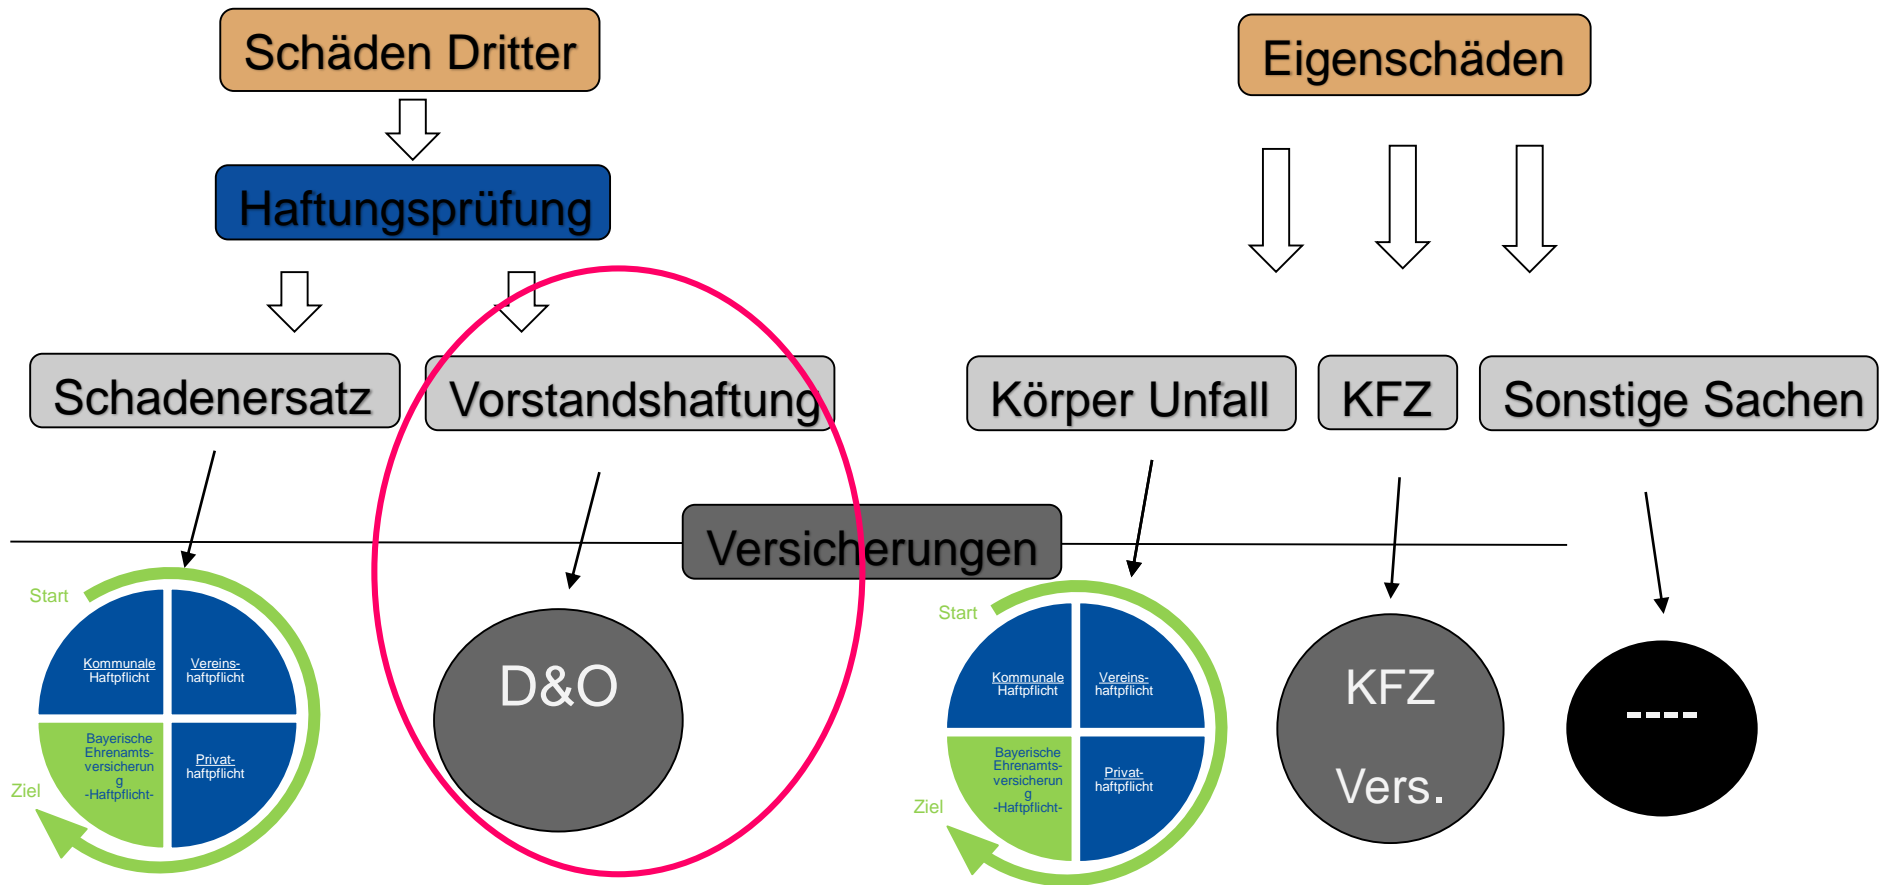 Schäden Dritter
Eigenschäden
Haftungsprüfung
Schadenersatz
Vorstandshaftung
Körper Unfall
KFZ
Sonstige Sachen
Versicherungen
Start
Kommunale
Haftpflicht
Vereins-
haftpflicht
Bayerische
Ehrenamts-
versicherun
g
-Haftpflicht-
Privat-
haftpflicht
Ziel
D&O
Start
Kommunale
Haftpflicht
Vereins-
haftpflicht
Bayerische
Ehrenamts-
versicherun
g
-Haftpflicht-
Privat-
haftpflicht
Ziel
KFZ
Vers.
----